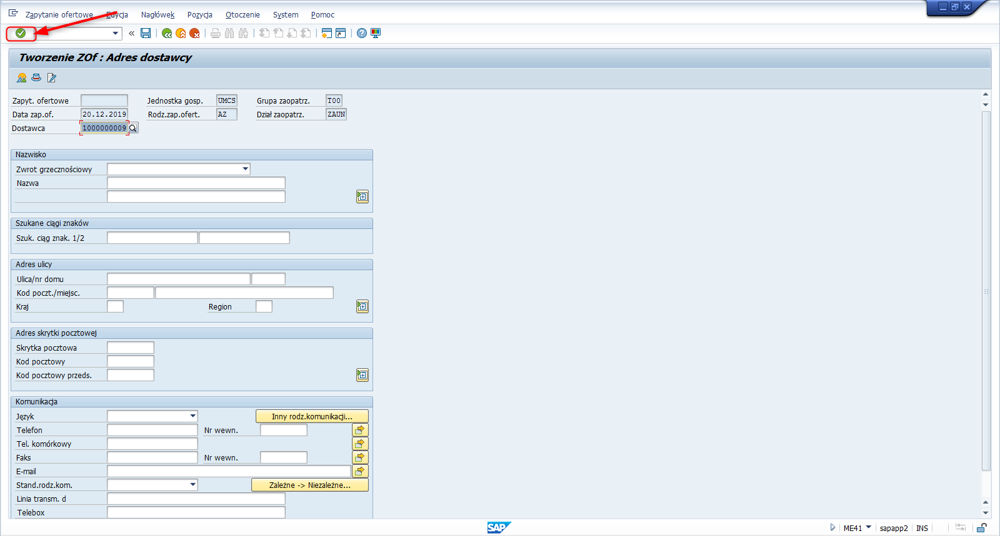 Zapytanie ofertowe Edycja Nagłówek Pozycja Otoczenie System Pomoc
Tworzenie ZOf : Adres dostawcy
Zapyt. ofertowe Jednostka gosp. UMCS Grupa zaopatrz. T00
Data zap.of. 20.12.2019 Rodz.zap.ofert. AZ Dział zaopatrz. ZAUN
Dostawca 1000000009
Nazwisko
Zwrot grzecznościowy
Nazwa
Szukane ciągi znaków
Szuk. ciąg znak. 1/2
Adres ulicy
Ulica/nr domu
Kod poczt./miejsc.
Kraj Region
Adres skrytki pocztowej
Skrytka pocztowa
Kod pocztowy
Kod pocztowy przeds.
Komunikacja
Język Inny rodz.komunikacji...
Telefon Nr wewn.
Tel. komórkowy
Faks Nr wewn.
E-mail
Stand.rodz.kom. Zależne -> Niezależne...
Linia transm. d
Telebox
SAP ME41 sapapp2 INS